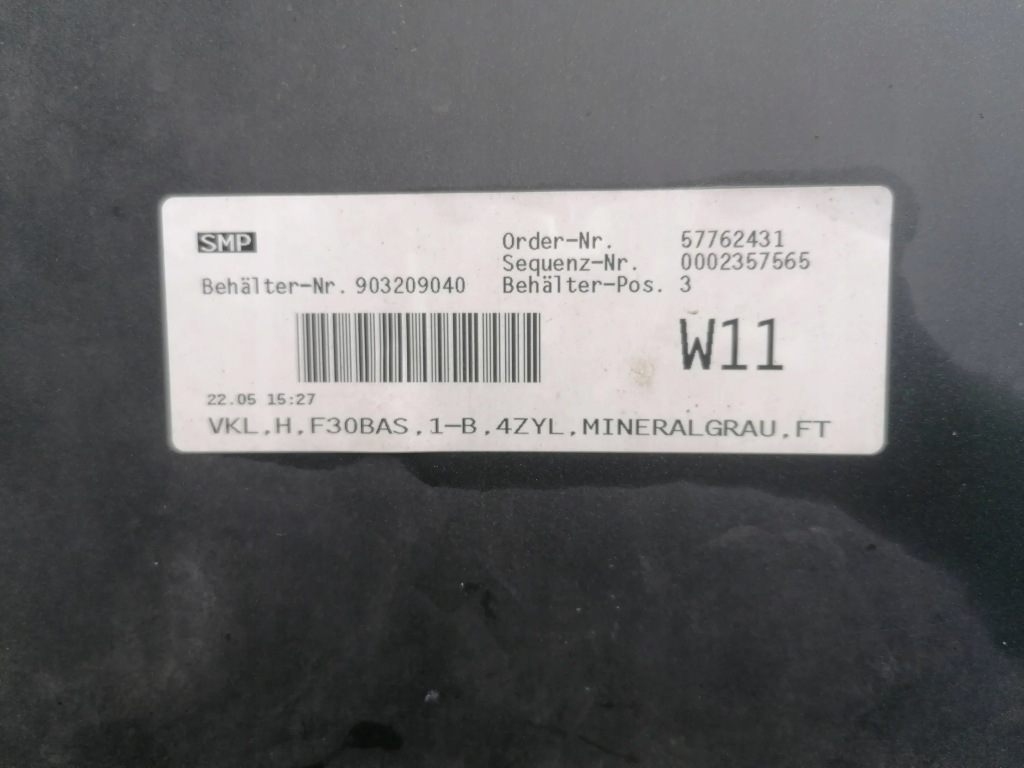 SMP
Order-Nr. 57762431
Sequenz-Nr. 0002357565
Behälter-Nr. 903209040 Behälter-Pos. 3
W11
22.05 15:27
VKL,H,F30BAS,1-B,4ZYL,MINERALGRAU,FT